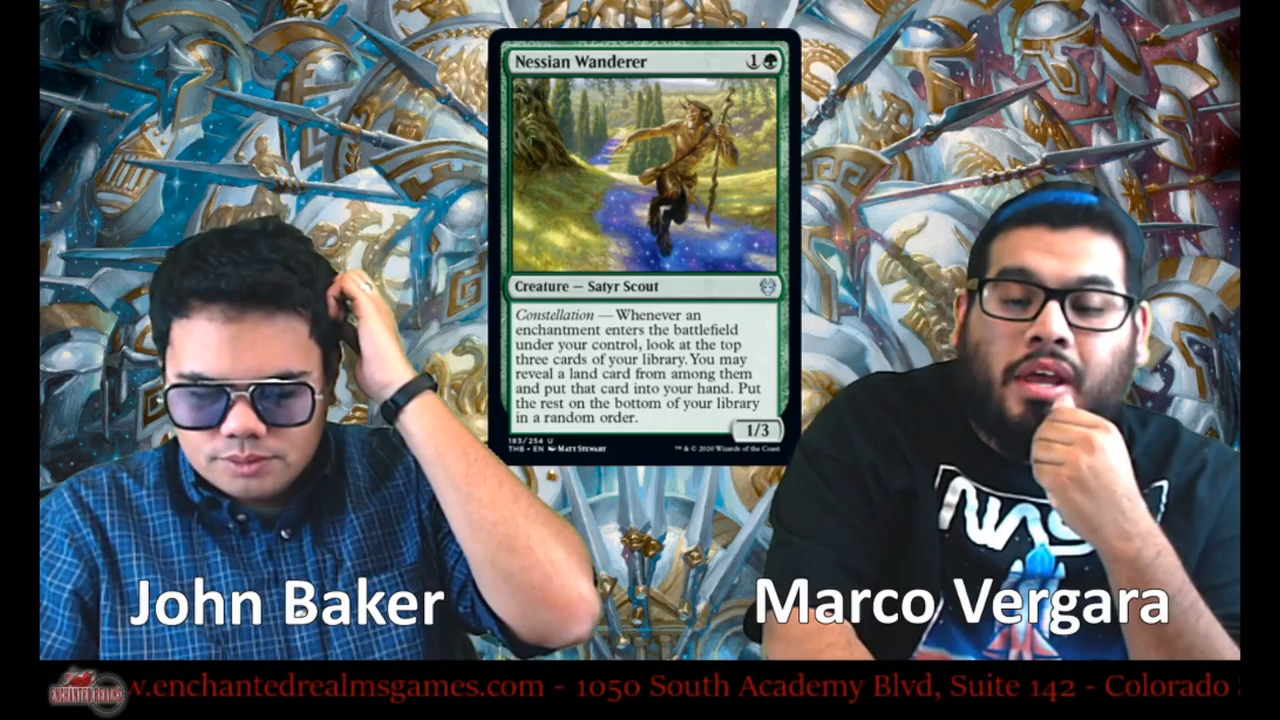 Nessian Wanderer 1
Creature — Satyr Scout
Constellation — Whenever an
enchantment enters the battlefield
under your control, look at the top
three cards of your library. You may
reveal a land card from among them
and put that card into your hand. Put
the rest on the bottom of your library
in a random order.
1/3
183/254 U
THB • EN MATT STEWART ™ & © 2020 Wizards of the Coast
John Baker
Marco Vergara
ENCHANTED REALMS
w.enchantedrealmsgames.com - 1050 South Academy Blvd, Suite 142 - Colorado